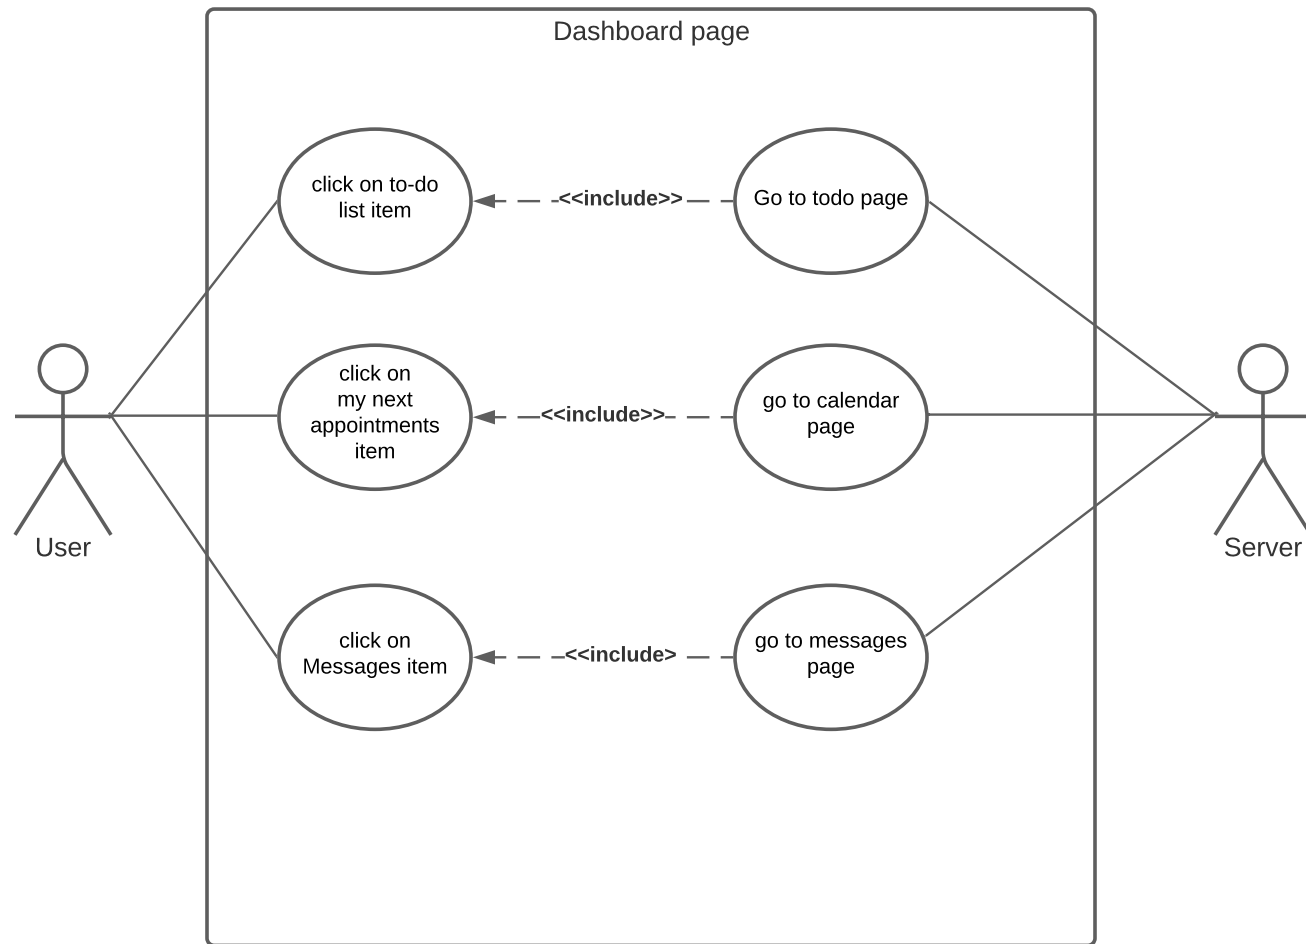 Dashboard page
click on to-do
list item
<<include>>
Go to todo page
click on
my next
appointments
item
<<include>>
go to calendar
page
User
Server
click on
Messages item
<<include>
go to messages
page